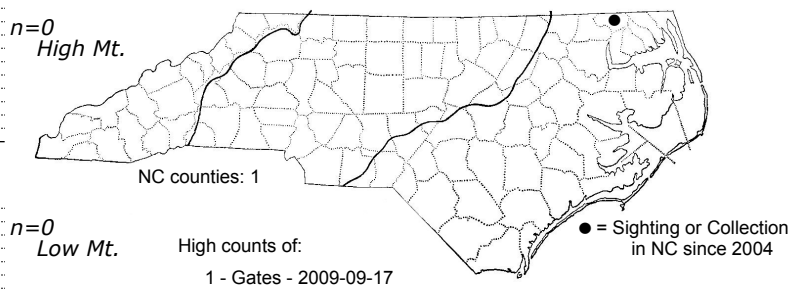 n=0
High Mt.
NC counties: 1
n=0
Low Mt.
High counts of:
1 - Gates - 2009-09-17
● = Sighting or Collection
in NC since 2004